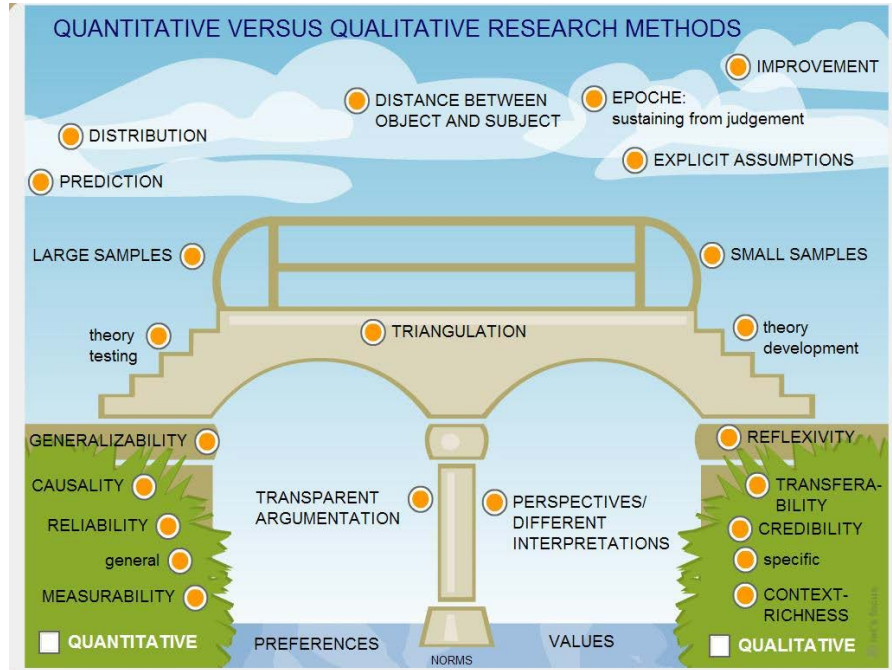 QUANTITATIVE VERSUS QUALITATIVE RESEARCH METHODS
IMPROVEMENT
DISTANCE BETWEEN
OBJECT AND SUBJECT
EPOCHE:
sustaining from judgement
DISTRIBUTION
EXPLICIT ASSUMPTIONS
PREDICTION
LARGE SAMPLES
SMALL SAMPLES
theory
testing
TRIANGULATION
theory
development
GENERALIZABILITY
REFLEXIVITY
CAUSALITY
TRANSPARENT
ARGUMENTATION
PERSPECTIVES/
DIFFERENT
INTERPRETATIONS
TRANSFERA-
BILITY
RELIABILITY
CREDIBILITY
general
specific
MEASURABILITY
CONTEXT-
RICHNESS
QUANTITATIVE
PREFERENCES
NORMS
VALUES
QUALITATIVE